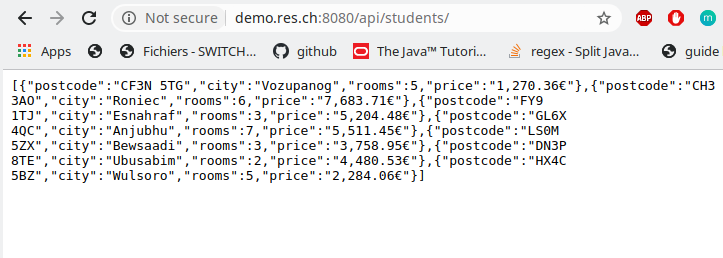 Not secure | demo.res.ch:8080/api/students/
ABP m
Apps Fichiers - SWITCH... github The Java™ Tutori... regex - Split Java... guide
[{"postcode":"CF3N 5TG","city":"Vozupanog","rooms":5,"price":"1,270.36€"},{"postcode":"CH3
3AO","city":"Roniec","rooms":6,"price":"7,683.71€"},{"postcode":"FY9
1TJ","city":"Esnahraf","rooms":3,"price":"5,204.48€"},{"postcode":"GL6X
4QC","city":"Anjubhu","rooms":7,"price":"5,511.45€"},{"postcode":"LS0M
5ZX","city":"Bewsaadi","rooms":3,"price":"3,758.95€"},{"postcode":"DN3P
8TE","city":"Ubusabim","rooms":2,"price":"4,480.53€"},{"postcode":"HX4C
5BZ","city":"Wulsoro","rooms":5,"price":"2,284.06€"}]